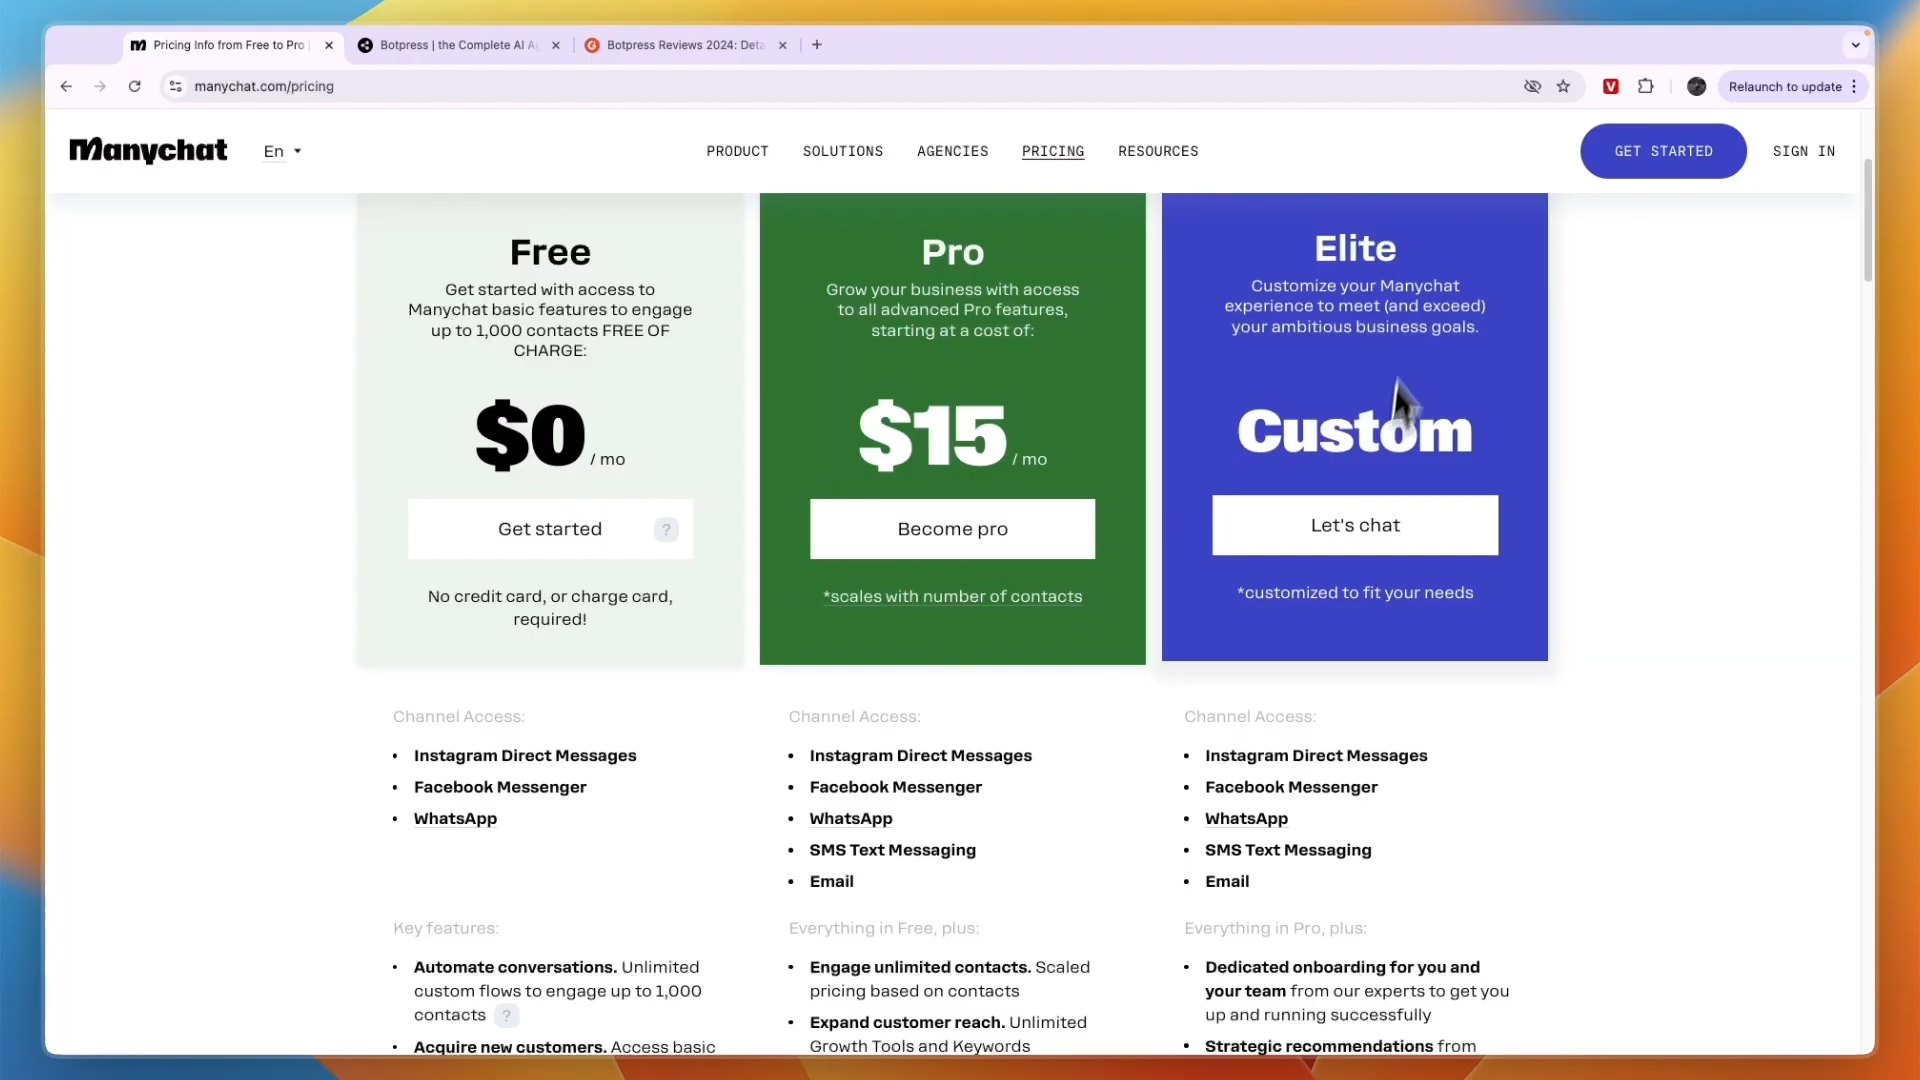 Pricing Info from Free to Pro
Botpress | the Complete AI A
Botpress Reviews 2024: Deta
manychat.com/pricing
Relaunch to update
Manychat
En
PRODUCT
SOLUTIONS
AGENCIES
PRICING
RESOURCES
GET STARTED
SIGN IN
Free
Get started with access to
Manychat basic features to engage
up to 1,000 contacts FREE OF
CHARGE:
$0 / mo
Get started ?
No credit card, or charge card,
required!
Pro
Grow your business with access
to all advanced Pro features,
starting at a cost of:
$15 / mo
Become pro
*scales with number of contacts
Elite
Customize your Manychat
experience to meet (and exceed)
your ambitious business goals.
Custom
Let's chat
*customized to fit your needs
Channel Access:
• Instagram Direct Messages
• Facebook Messenger
• WhatsApp
Key features:
• Automate conversations. Unlimited
custom flows to engage up to 1,000
contacts ?
• Acquire new customers. Access basic
Channel Access:
• Instagram Direct Messages
• Facebook Messenger
• WhatsApp
• SMS Text Messaging
• Email
Everything in Free, plus:
• Engage unlimited contacts. Scaled
pricing based on contacts
• Expand customer reach. Unlimited
Growth Tools and Keywords
Channel Access:
• Instagram Direct Messages
• Facebook Messenger
• WhatsApp
• SMS Text Messaging
• Email
Everything in Pro, plus:
• Dedicated onboarding for you and
your team from our experts to get you
up and running successfully
• Strategic recommendations from